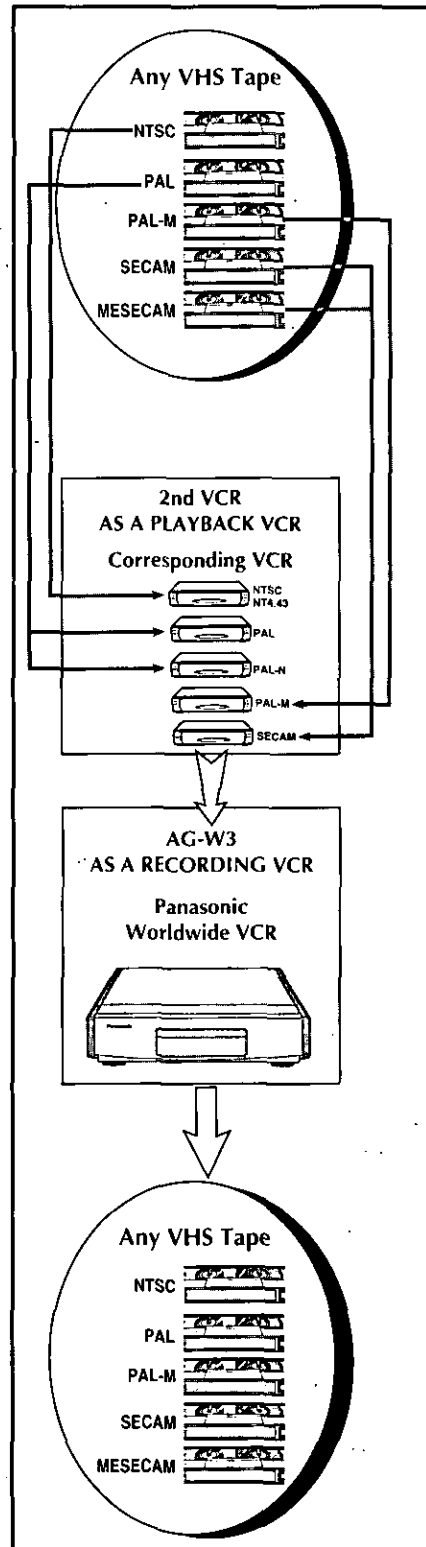 Any VHS Tape
NTSC
PAL
PAL-M
SECAM
MESECAM
2nd VCR
AS A PLAYBACK VCR
Corresponding VCR
NTSC
NT4.43
PAL
PAL-N
PAL-M
SECAM
AG-W3
AS A RECORDING VCR
Panasonic
Worldwide VCR
Panasonic
Any VHS Tape
NTSC
PAL
PAL-M
SECAM
MESECAM